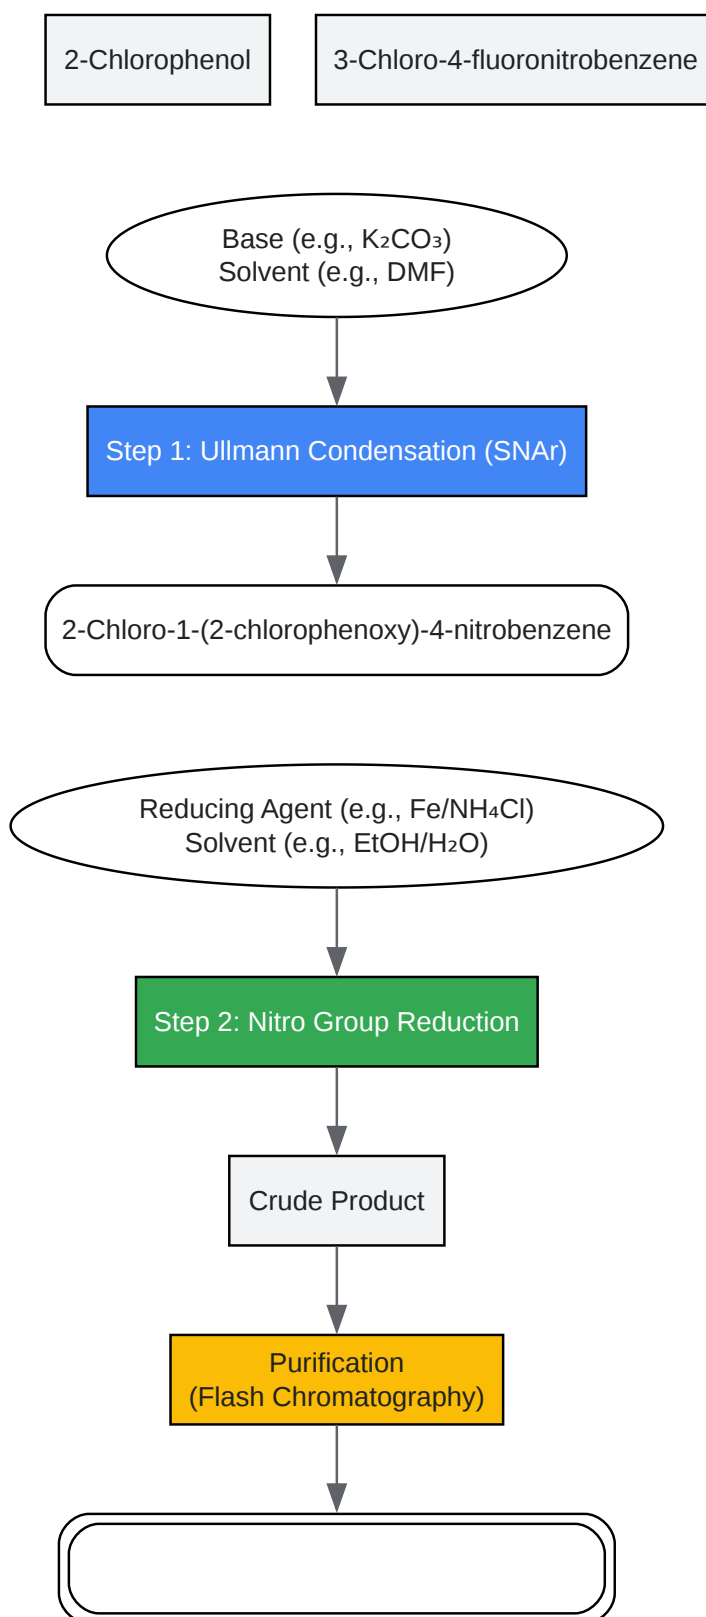 2-Chlorophenol
3-Chloro-4-fluoronitrobenzene
Base (e.g., K₂CO₃)
Solvent (e.g., DMF)
Step 1: Ullmann Condensation (SNAr)
2-Chloro-1-(2-chlorophenoxy)-4-nitrobenzene
Reducing Agent (e.g., Fe/NH₄Cl)
Solvent (e.g., EtOH/H₂O)
Step 2: Nitro Group Reduction
Crude Product
Purification
(Flash Chromatography)